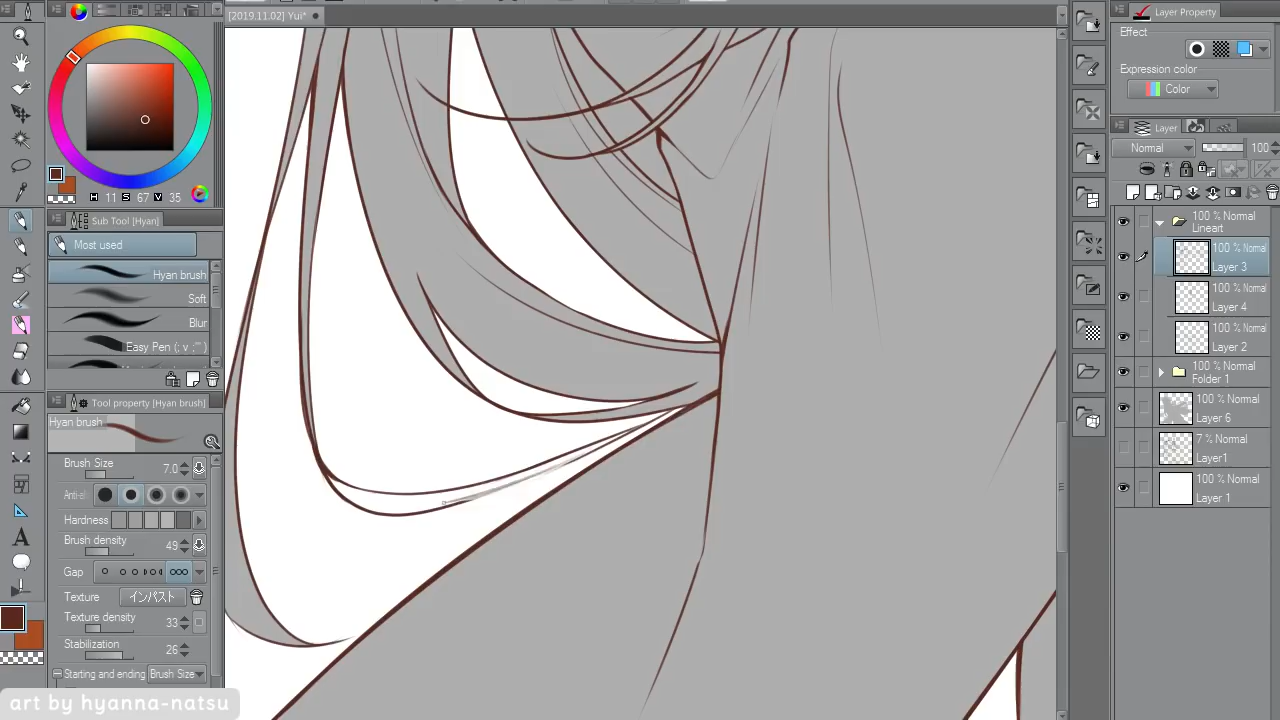 [2019.11.02] Yui*
Layer Property
Effect
Expression color
Color
H 11 S 67 V 35
Sub Tool [Hyan]
Most used
Hyan brush
Soft
Blur
Easy Pen (; v ;""")
Tool property [Hyan brush]
Hyan brush
Brush Size 7.0
Hardness
Brush density 49
Gap
Texture インパスト
Texture density 33
Stabilization 26
Starting and ending Brush Size
Layer
Normal 100
100 % Normal
Lineart
100 % Normal
Layer 3
100 % Normal
Layer 4
100 % Normal
Layer 2
100 % Normal
Folder 1
100 % Normal
Layer 6
7 % Normal
Layer1
100 % Normal
Layer 1
A
art by hyanna-natsu